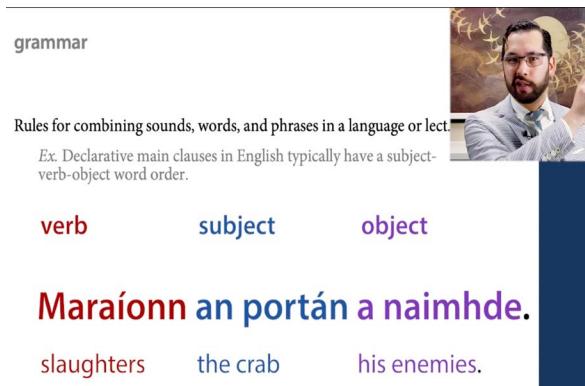 grammar
Rules for combining sounds, words, and phrases in a language or lect.
Ex. Declarative main clauses in English typically have a subject-
verb-object word order.
verb subject object
Maraíonn an portán a naimhde.
slaughters the crab his enemies.